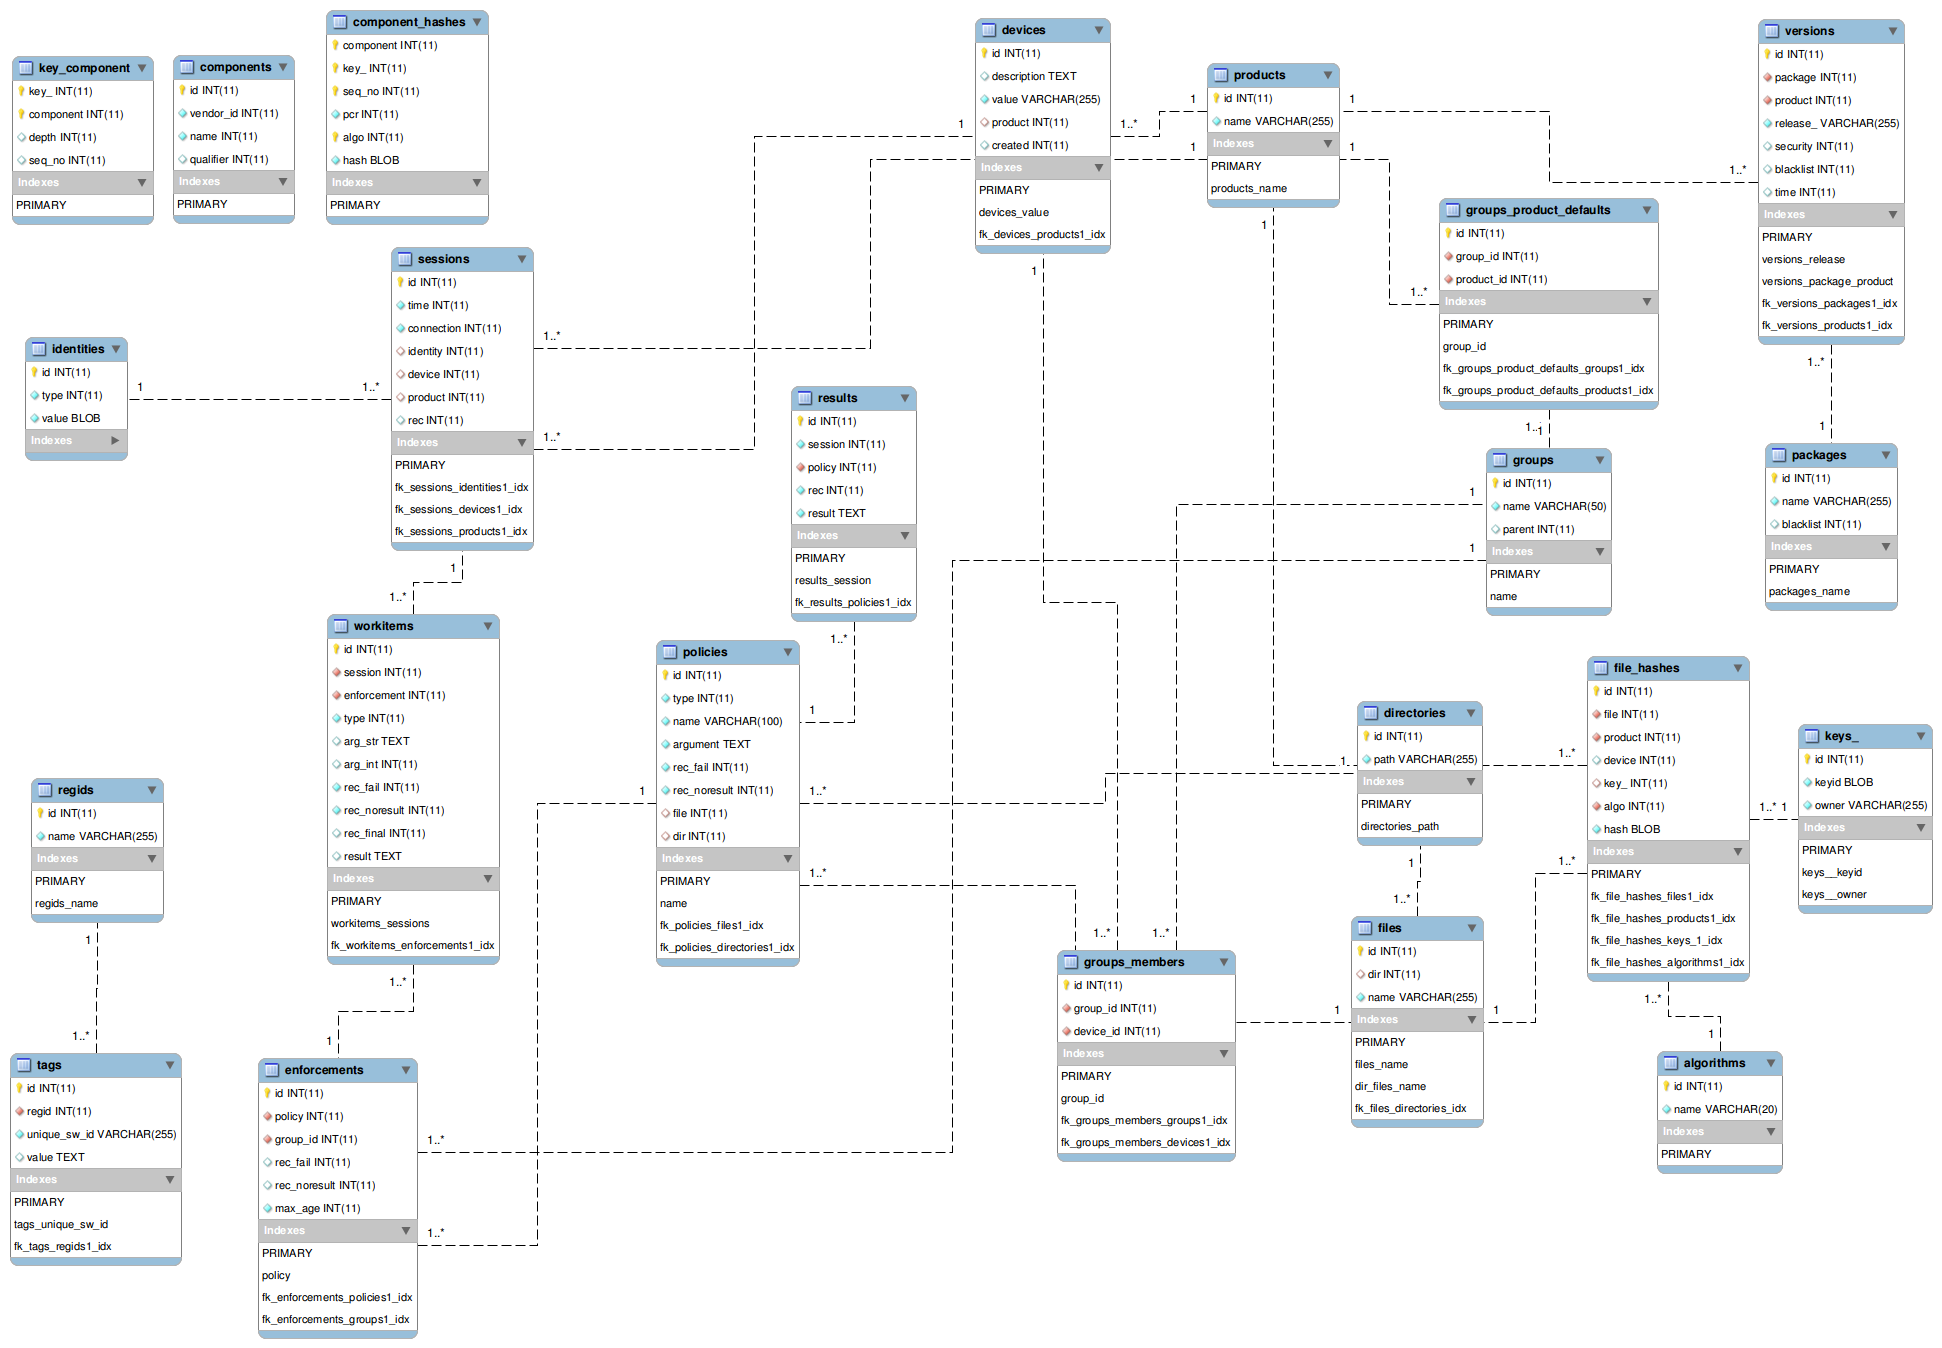 key_component
key_ INT(11)
component INT(11)
depth INT(11)
seq_no INT(11)
Indexes
PRIMARY
components
id INT(11)
vendor_id INT(11)
name INT(11)
qualifier INT(11)
Indexes
PRIMARY
component_hashes
component INT(11)
key_ INT(11)
seq_no INT(11)
pcr INT(11)
algo INT(11)
hash BLOB
Indexes
PRIMARY
devices
id INT(11)
description TEXT
value VARCHAR(255)
product INT(11)
created INT(11)
Indexes
PRIMARY
devices_value
fk_devices_products1_idx
products
id INT(11)
name VARCHAR(255)
Indexes
PRIMARY
products_name
versions
id INT(11)
package INT(11)
product INT(11)
release_ VARCHAR(255)
security INT(11)
blacklist INT(11)
time INT(11)
Indexes
PRIMARY
versions_release
versions_package_product
fk_versions_packages1_idx
fk_versions_products1_idx
groups_product_defaults
id INT(11)
group_id INT(11)
product_id INT(11)
Indexes
PRIMARY
group_id
fk_groups_product_defaults_groups1_idx
fk_groups_product_defaults_products1_idx
sessions
id INT(11)
time INT(11)
connection INT(11)
identity INT(11)
device INT(11)
product INT(11)
rec INT(11)
Indexes
PRIMARY
fk_sessions_identities1_idx
fk_sessions_devices1_idx
fk_sessions_products1_idx
identities
id INT(11)
type INT(11)
value BLOB
Indexes
results
id INT(11)
session INT(11)
policy INT(11)
rec INT(11)
result TEXT
Indexes
PRIMARY
results_session
fk_results_policies1_idx
groups
id INT(11)
name VARCHAR(50)
parent INT(11)
Indexes
PRIMARY
name
packages
id INT(11)
name VARCHAR(255)
blacklist INT(11)
Indexes
PRIMARY
packages_name
workitems
id INT(11)
session INT(11)
enforcement INT(11)
type INT(11)
arg_str TEXT
arg_int INT(11)
rec_fail INT(11)
rec_noresult INT(11)
rec_final INT(11)
result TEXT
Indexes
PRIMARY
workitems_sessions
fk_workitems_enforcements1_idx
policies
id INT(11)
type INT(11)
name VARCHAR(100)
argument TEXT
rec_fail INT(11)
rec_noresult INT(11)
file INT(11)
dir INT(11)
Indexes
PRIMARY
name
fk_policies_files1_idx
fk_policies_directories1_idx
directories
id INT(11)
path VARCHAR(255)
Indexes
PRIMARY
directories_path
file_hashes
id INT(11)
file INT(11)
product INT(11)
device INT(11)
key_ INT(11)
algo INT(11)
hash BLOB
Indexes
PRIMARY
fk_file_hashes_files1_idx
fk_file_hashes_products1_idx
fk_file_hashes_keys_1_idx
fk_file_hashes_algorithms1_idx
keys_
id INT(11)
keyid BLOB
owner VARCHAR(255)
Indexes
PRIMARY
keys__keyid
keys__owner
regids
id INT(11)
name VARCHAR(255)
Indexes
PRIMARY
regids_name
groups_members
id INT(11)
group_id INT(11)
device_id INT(11)
Indexes
PRIMARY
group_id
fk_groups_members_groups1_idx
fk_groups_members_devices1_idx
files
id INT(11)
dir INT(11)
name VARCHAR(255)
Indexes
PRIMARY
files_name
dir_files_name
fk_files_directories_idx
algorithms
id INT(11)
name VARCHAR(20)
Indexes
PRIMARY
tags
id INT(11)
regid INT(11)
unique_sw_id VARCHAR(255)
value TEXT
Indexes
PRIMARY
tags_unique_sw_id
fk_tags_regids1_idx
enforcements
id INT(11)
policy INT(11)
group_id INT(11)
rec_fail INT(11)
rec_noresult INT(11)
max_age INT(11)
Indexes
PRIMARY
policy
fk_enforcements_policies1_idx
fk_enforcements_groups1_idx
1
1..*
1
1
1..*
1
1
1
1..*
1
1..*
1..*
1
1..*
1..*
1..*
1
1..*
1
1
1
1
1..*
1..*
1
1
1..*
1..*
1..*
1
1..*
1..*
1
1..*
1..*
1..*
1
1..*
1
1
1..*
1
1..*
1
1..*
1..*